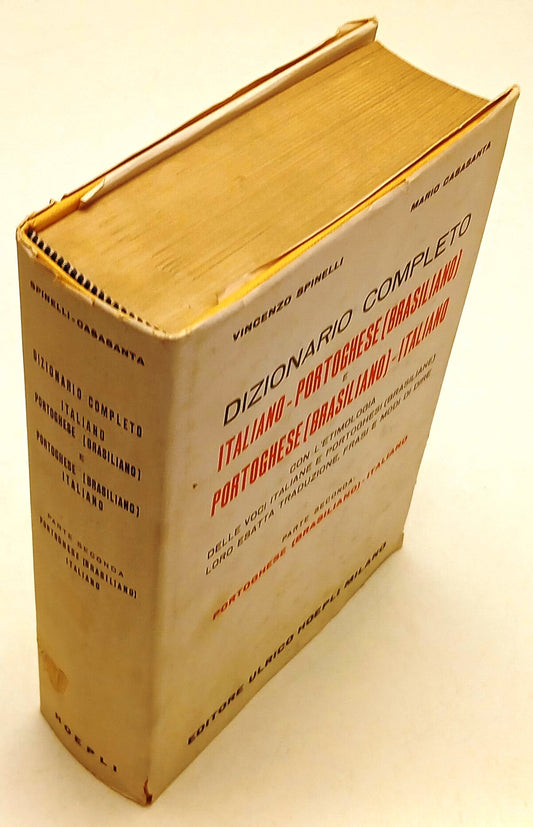 SPINELLI-CASASANTA
DIZIONARIO COMPLETO
ITALIANO
PORTOGHESE (BRASILIANO)
E
PORTOGHESE (BRASILIANO)
ITALIANO
PARTE SECONDA
PORTOGHESE (BRASILIANO)
ITALIANO
HOEPLI
VINCENZO SPINELLI
MARIO CASASANTA
DIZIONARIO COMPLETO
ITALIANO-PORTOGHESE (BRASILIANO)
E
PORTOGHESE (BRASILIANO)-ITALIANO
CON L'ETIMOLOGIA
DELLE VOCI ITALIANE E PORTOGHESI (BRASILIANE)
LORO ESATTA TRADUZIONE, FRASI E MODI DI DIRE
PARTE SECONDA
PORTOGHESE (BRASILIANO)-ITALIANO
EDITORE ULRICO HOEPLI MILANO